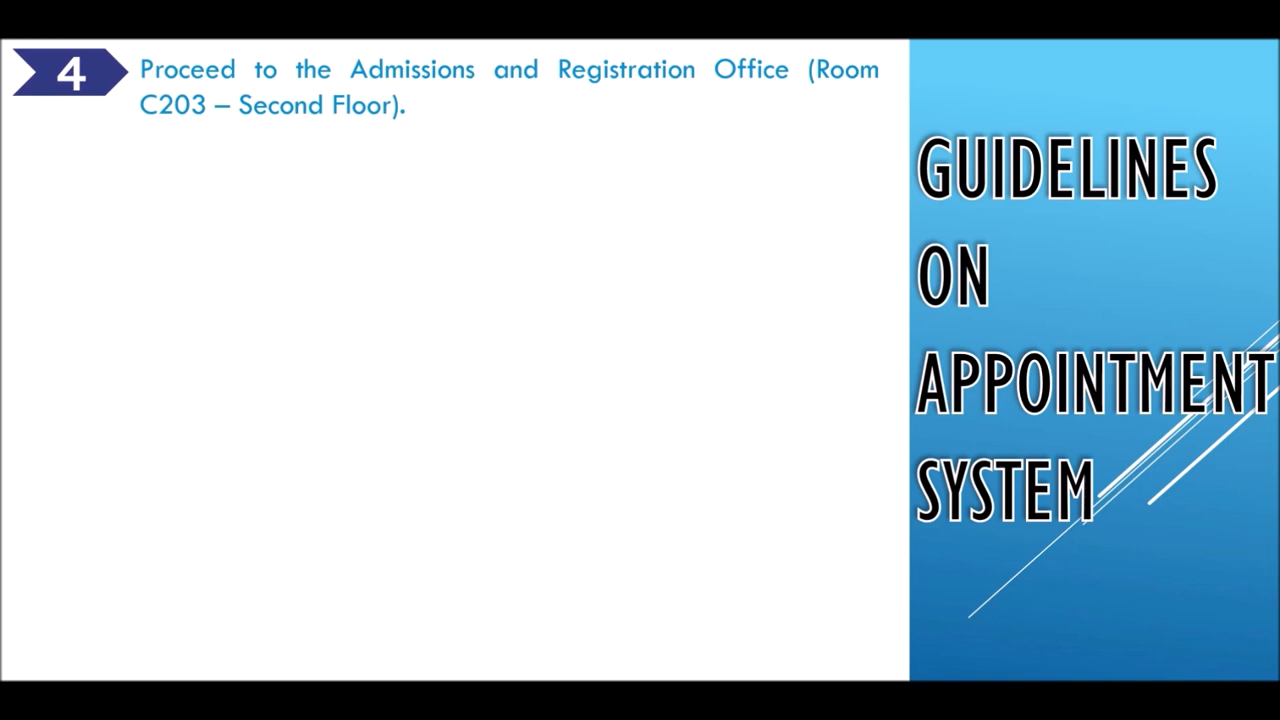 4
Proceed to the Admissions and Registration Office (Room
C203 – Second Floor).
GUIDELINES
ON
APPOINTMENT
SYSTEM